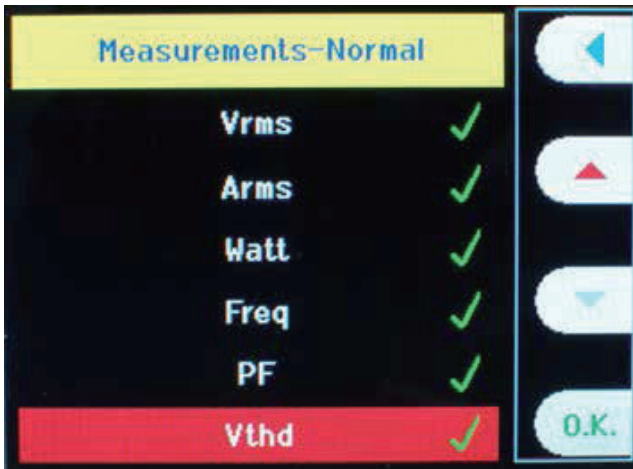 Measurements-Normal
Vrms
Arms
Watt
Freq
PF
Vthd
O.K.